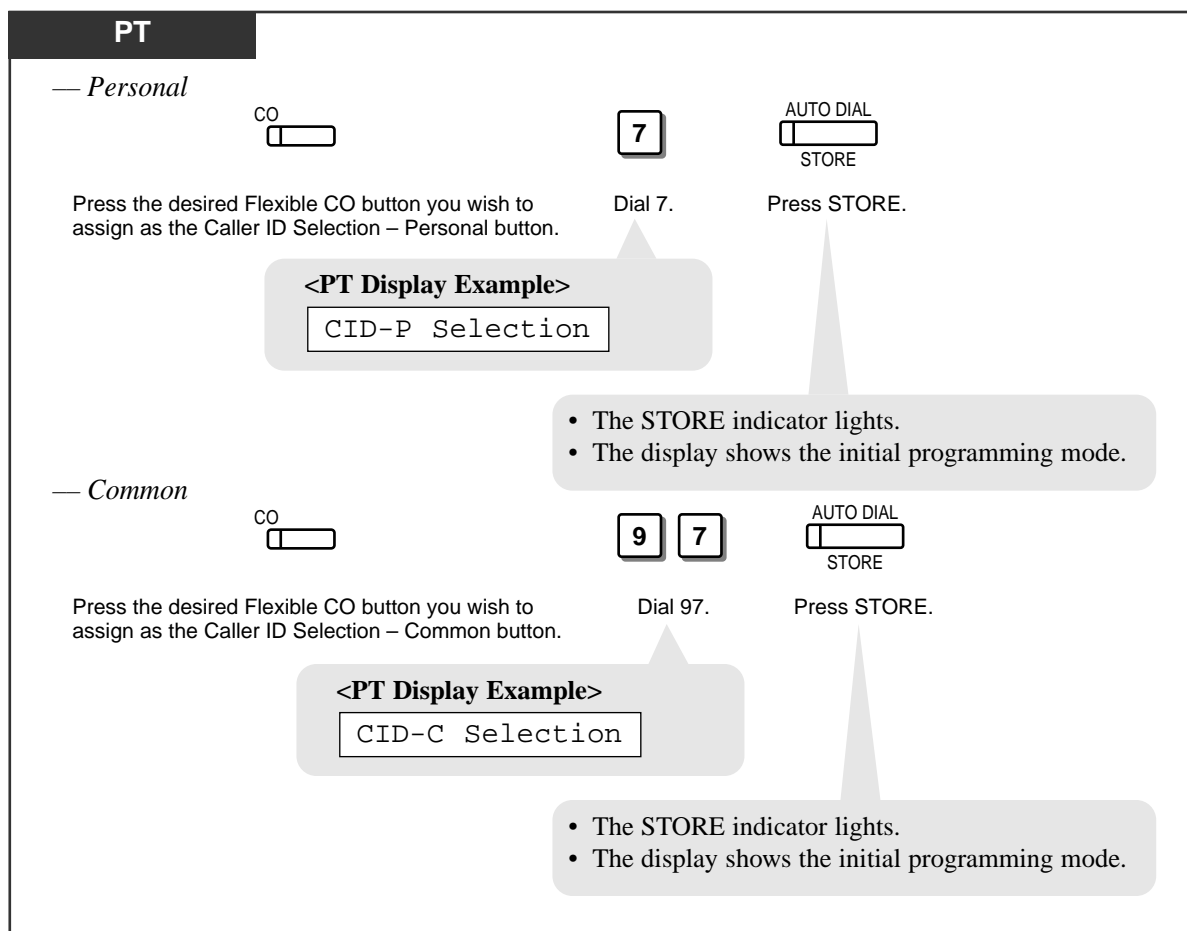 PT
— Personal
CO
7
AUTO DIAL
STORE
Press the desired Flexible CO button you wish to
assign as the Caller ID Selection – Personal button.
Dial 7.
Press STORE.
<PT Display Example>
CID-P Selection
• The STORE indicator lights.
• The display shows the initial programming mode.
— Common
CO
9 7
AUTO DIAL
STORE
Press the desired Flexible CO button you wish to
assign as the Caller ID Selection – Common button.
Dial 97.
Press STORE.
<PT Display Example>
CID-C Selection
• The STORE indicator lights.
• The display shows the initial programming mode.